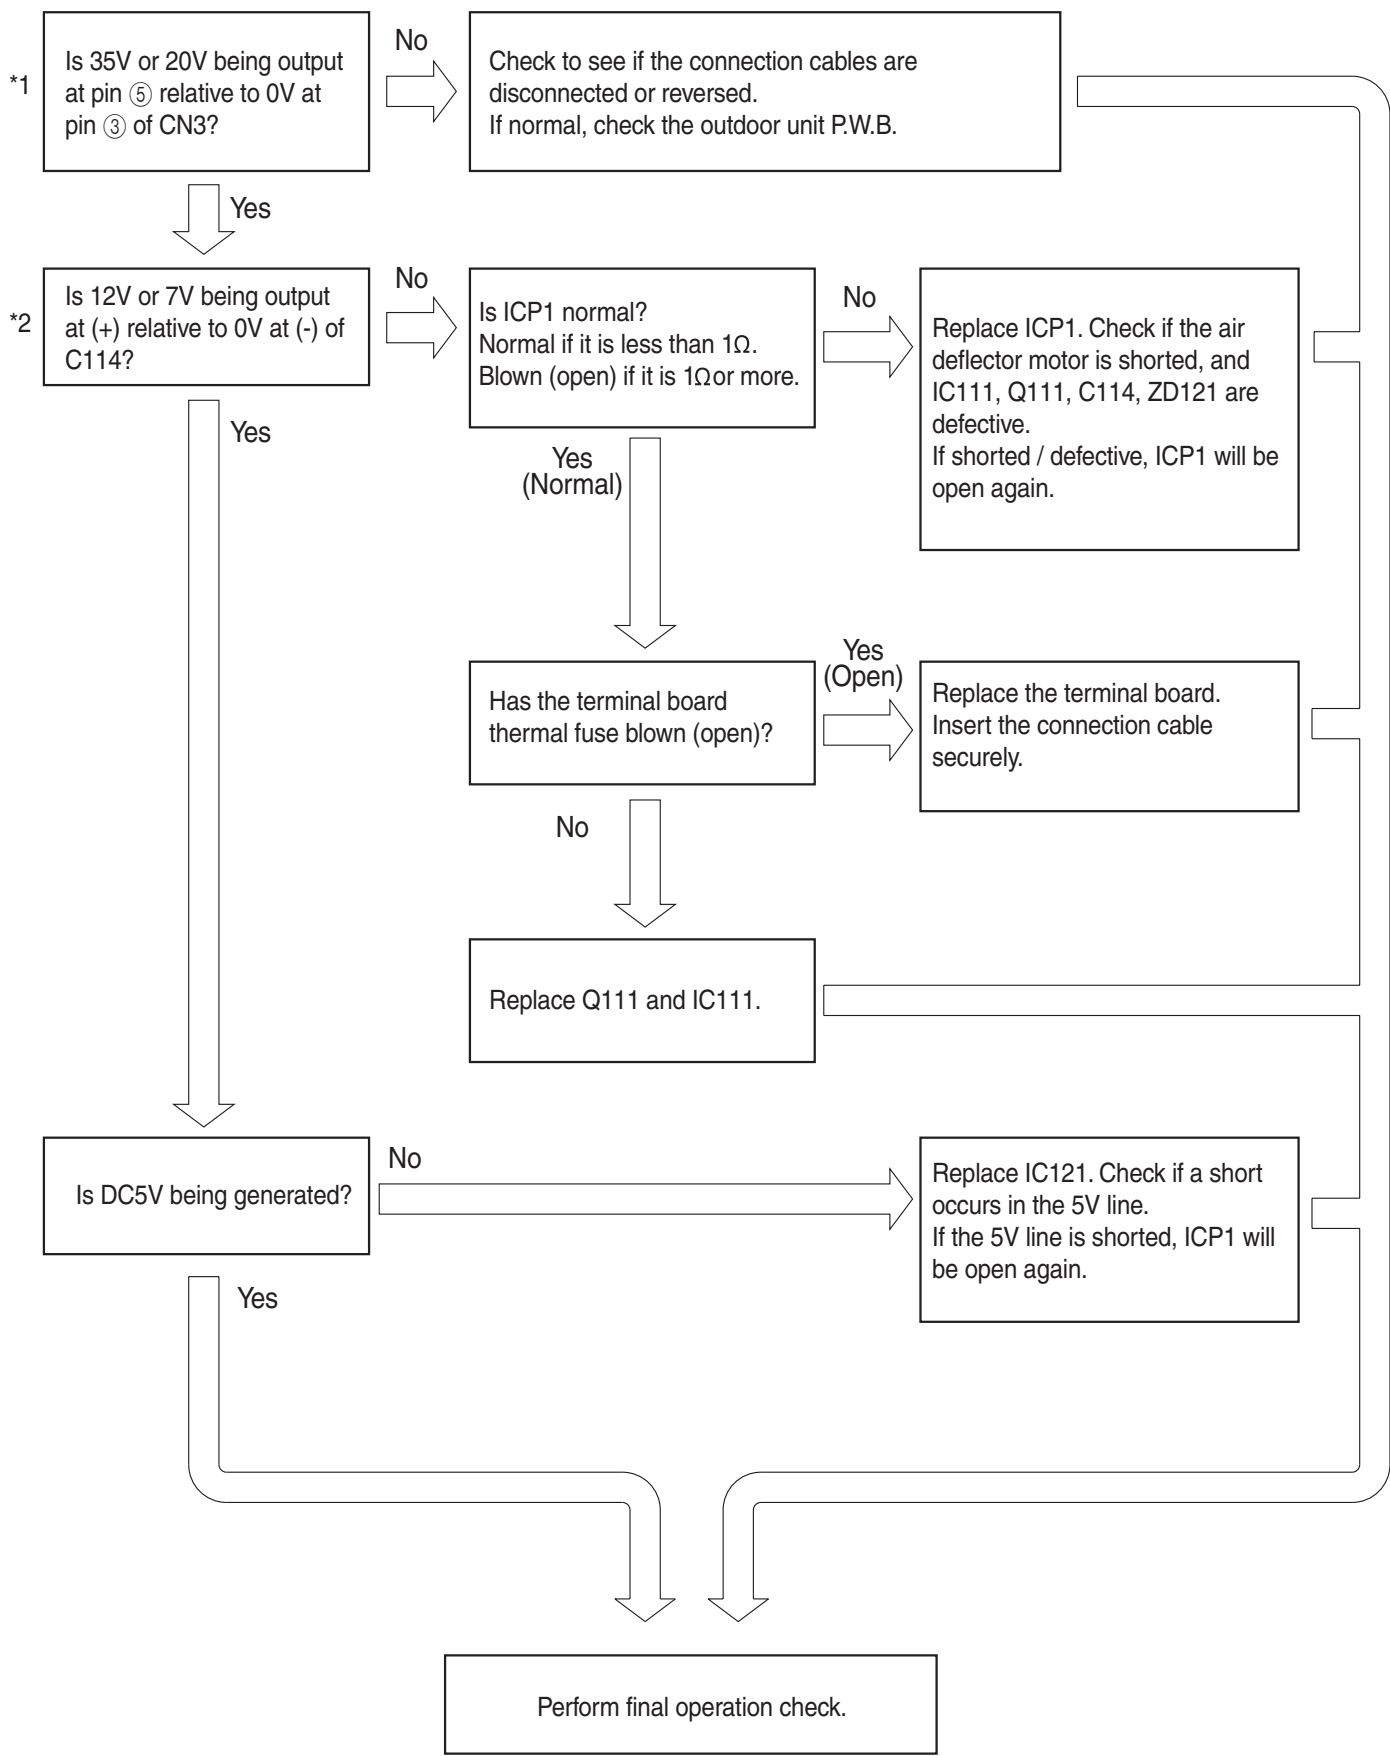 *1
Is 35V or 20V being output
at pin ⑤ relative to 0V at
pin ③ of CN3?
No
Check to see if the connection cables are
disconnected or reversed.
If normal, check the outdoor unit P.W.B.
Yes
*2
Is 12V or 7V being output
at (+) relative to 0V at (-) of
C114?
No
Is ICP1 normal?
Normal if it is less than 1Ω.
Blown (open) if it is 1Ω or more.
No
Replace ICP1. Check if the air
deflector motor is shorted, and
IC111, Q111, C114, ZD121 are
defective.
If shorted / defective, ICP1 will be
open again.
Yes
Yes
(Normal)
Has the terminal board
thermal fuse blown (open)?
Yes
(Open)
Replace the terminal board.
Insert the connection cable
securely.
No
Replace Q111 and IC111.
Is DC5V being generated?
No
Replace IC121. Check if a short
occurs in the 5V line.
If the 5V line is shorted, ICP1 will
be open again.
Yes
Perform final operation check.